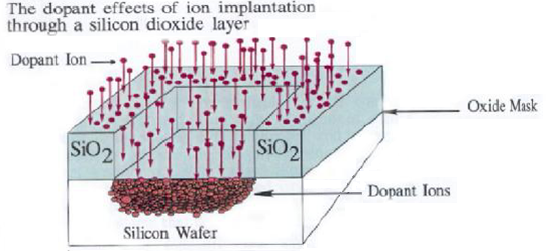 The dopant effects of ion implantation
through a silicon dioxide layer
Dopant Ion
Oxide Mask
SiO2
SiO2
Dopant Ions
Silicon Wafer